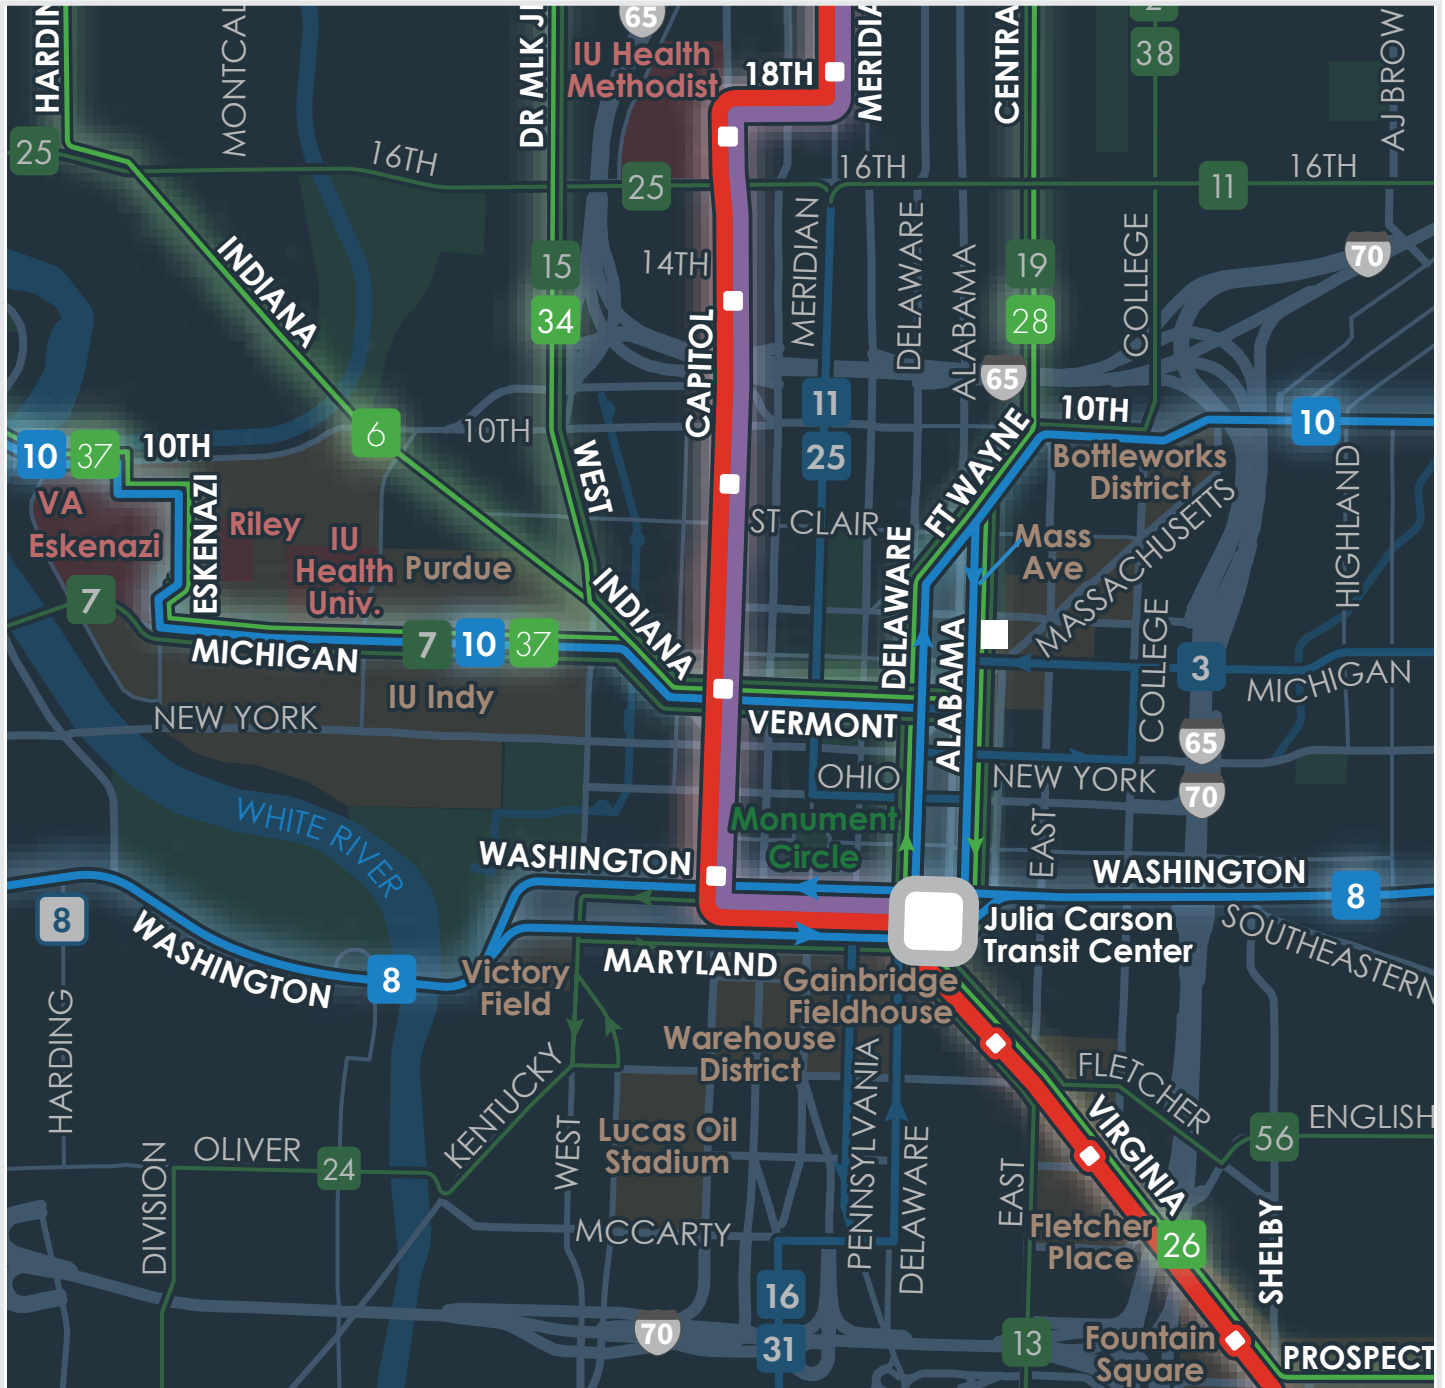 HARDIN
MONTCAL
DR MLK J
65
IU Health
Methodist
18TH
MERIDIA
CENTRA
38
AJ BROW
25
16TH
25
16TH
11
16TH
INDIANA
15
34
14TH
CAPITOL
MERIDIAN
DELAWARE
ALABAMA
19
28
COLLEGE
70
65
6
10TH
WEST
11
25
FT WAYNE
10TH
10
10
37
10TH
VA
Eskenazi
ESKENAZI
Riley
IU
Health
Univ.
Purdue
ST CLAIR
Bottleworks
District
Mass
Ave
MASSACHUSETTS
HIGHLAND
7
MICHIGAN
7
10
37
INDIANA
DELAWARE
ALABAMA
COLLEGE
3
MICHIGAN
IU Indy
NEW YORK
VERMONT
OHIO
NEW YORK
65
70
WHITE RIVER
Monument
Circle
EAST
WASHINGTON
WASHINGTON
8
8
WASHINGTON
8
Victory
Field
MARYLAND
Julia Carson
Transit Center
SOUTHEASTERN
Gainbridge
Fieldhouse
Warehouse
District
HARDING
KENTUCKY
WEST
Lucas Oil
Stadium
PENNSYLVANIA
DELAWARE
FLETCHER
VIRGINIA
56
ENGLISH
DIVISION
OLIVER
24
MCCARTY
EAST
Fletcher
Place
26
SHELBY
16
31
70
13
Fountain
Square
PROSPECT